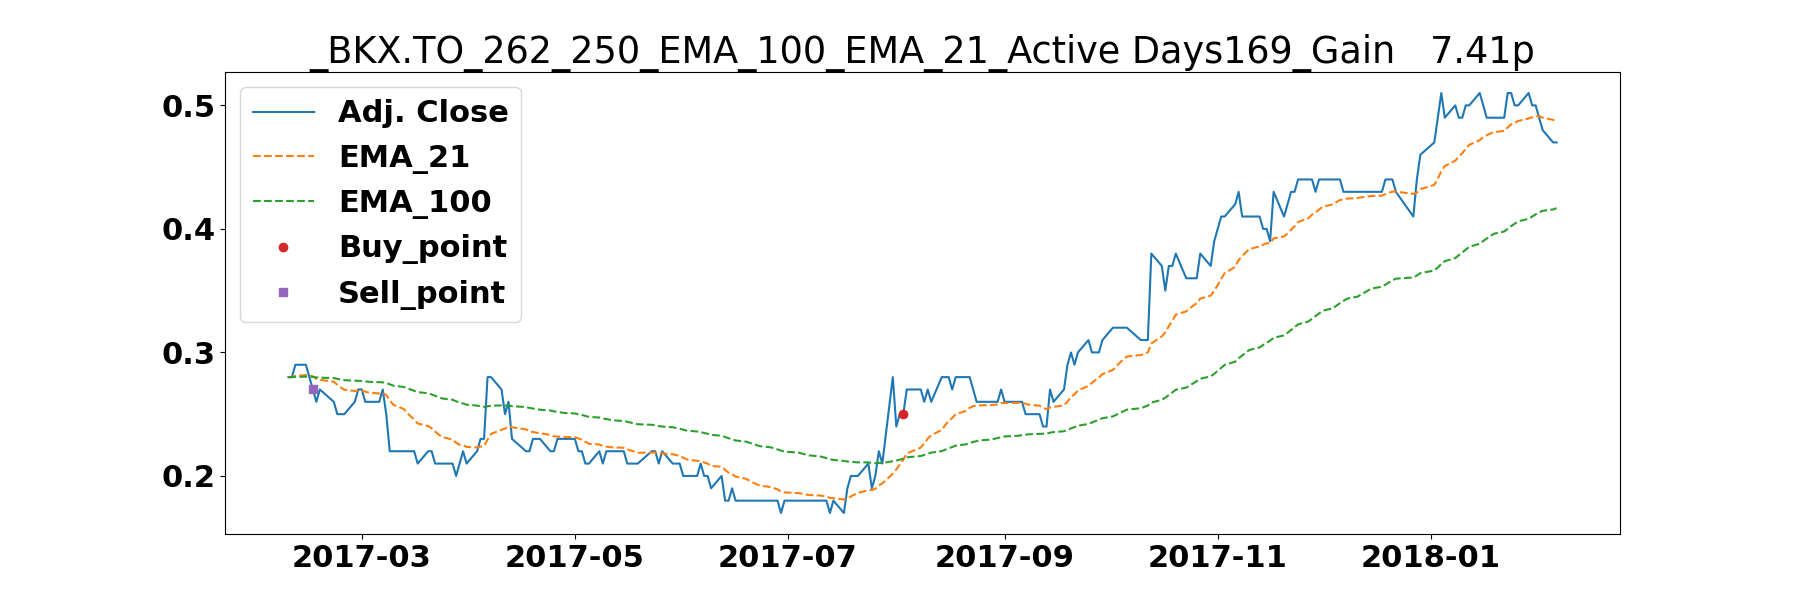 _BKX.TO_262_250_EMA_100_EMA_21_Active Days169_Gain   7.41p
0.5
0.4
0.3
0.2
Adj. Close
EMA_21
EMA_100
Buy_point
Sell_point
2017-03 2017-05 2017-07 2017-09 2017-11 2018-01